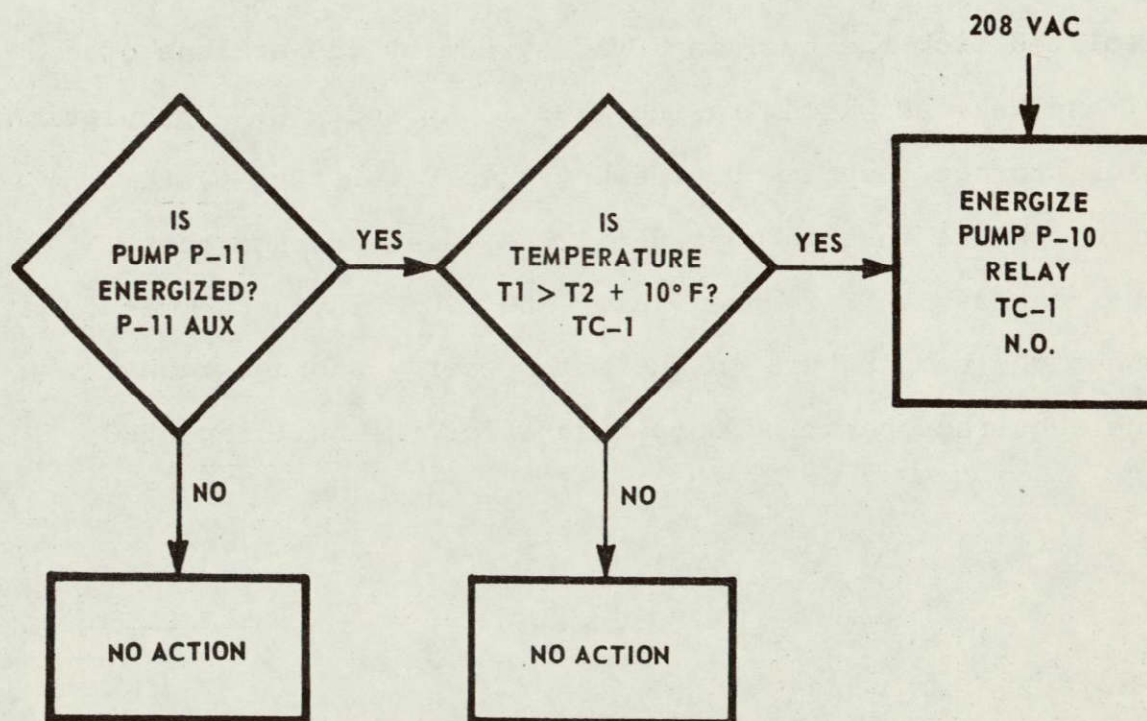 208 VAC
IS
PUMP P-11
ENERGIZED?
P-11 AUX
YES
IS
TEMPERATURE
T1 > T2 + 10°F?
TC-1
YES
ENERGIZE
PUMP P-10
RELAY
TC-1
N.O.
NO
NO
NO ACTION
NO ACTION